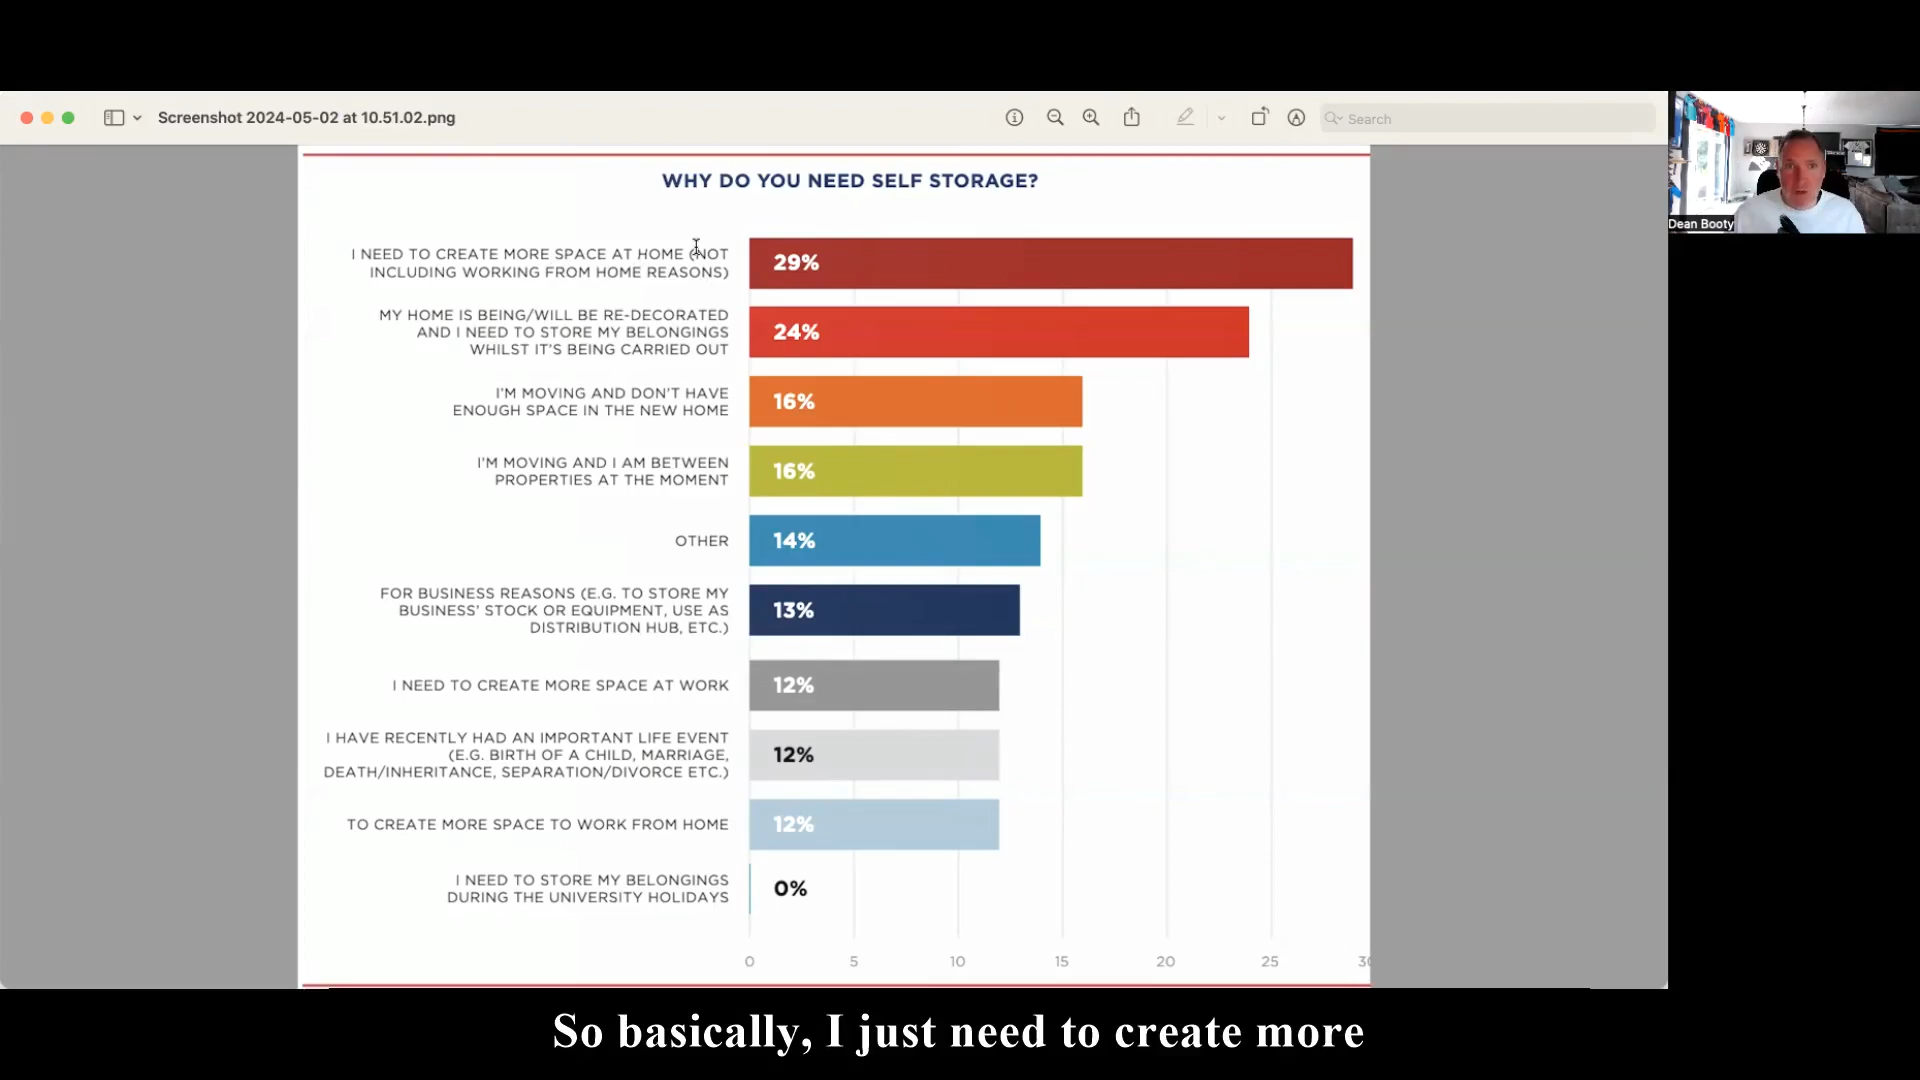 Screenshot 2024-05-02 at 10.51.02.png
Search
Dean Booty
WHY DO YOU NEED SELF STORAGE?
I NEED TO CREATE MORE SPACE AT HOME (NOT
INCLUDING WORKING FROM HOME REASONS)
29%
MY HOME IS BEING/WILL BE RE-DECORATED
AND I NEED TO STORE MY BELONGINGS
WHILST IT'S BEING CARRIED OUT
24%
I'M MOVING AND DON'T HAVE
ENOUGH SPACE IN THE NEW HOME
16%
I'M MOVING AND I AM BETWEEN
PROPERTIES AT THE MOMENT
16%
OTHER
14%
FOR BUSINESS REASONS (E.G. TO STORE MY
BUSINESS' STOCK OR EQUIPMENT, USE AS
DISTRIBUTION HUB, ETC.)
13%
I NEED TO CREATE MORE SPACE AT WORK
12%
I HAVE RECENTLY HAD AN IMPORTANT LIFE EVENT
(E.G. BIRTH OF A CHILD, MARRIAGE,
DEATH/INHERITANCE, SEPARATION/DIVORCE ETC.)
12%
TO CREATE MORE SPACE TO WORK FROM HOME
12%
I NEED TO STORE MY BELONGINGS
DURING THE UNIVERSITY HOLIDAYS
0%
0 5 10 15 20 25
So basically, I just need to create more